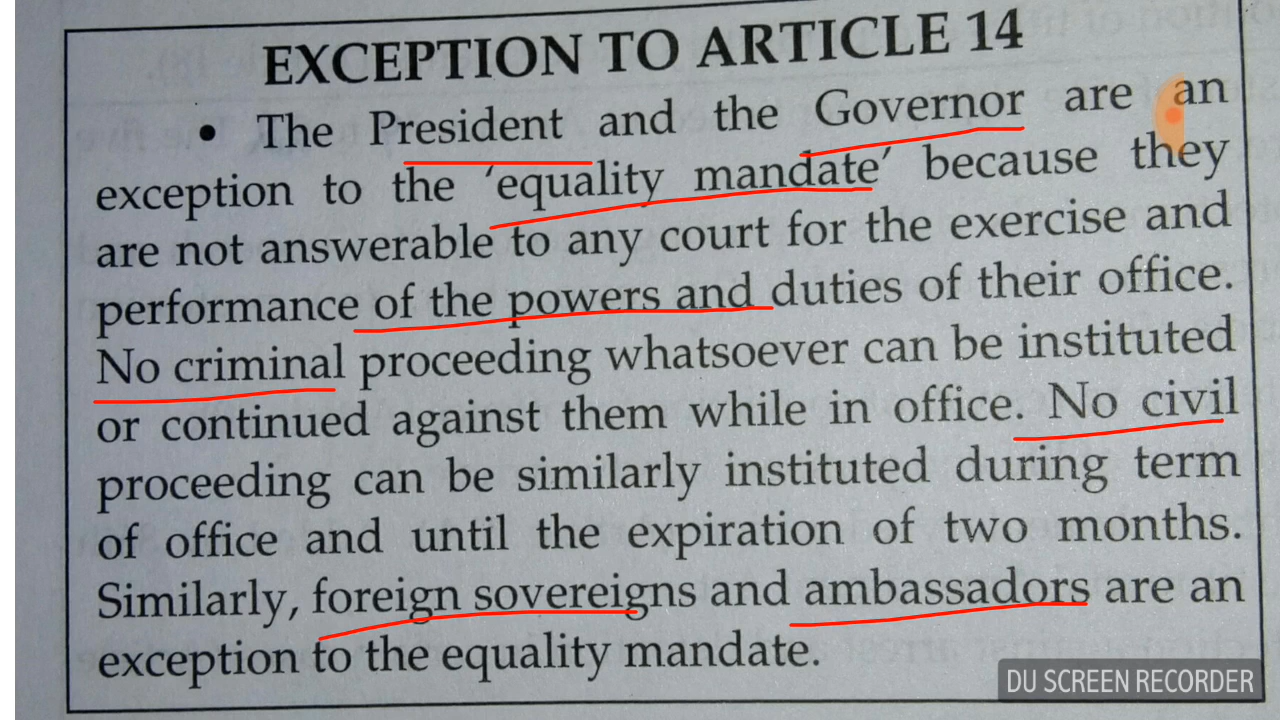 EXCEPTION TO ARTICLE 14
• The President and the Governor are an
exception to the ‘equality mandate’ because they
are not answerable to any court for the exercise and
performance of the powers and duties of their office.
No criminal proceeding whatsoever can be instituted
or continued against them while in office. No civil
proceeding can be similarly instituted during term
of office and until the expiration of two months.
Similarly, foreign sovereigns and ambassadors are an
exception to the equality mandate.
DU SCREEN RECORDER